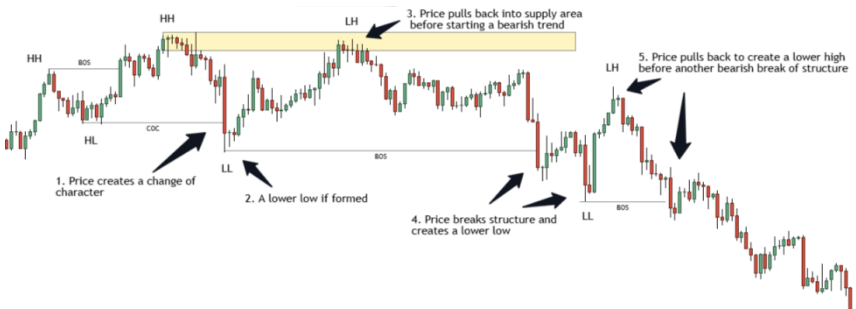 HH
BOS
HL
COC
HH
LH
3. Price pulls back into supply area
before starting a bearish trend
1. Price creates a change of
character
LL
2. A lower low if formed
BOS
4. Price breaks structure and
creates a lower low
LL
BOS
LH
5. Price pulls back to create a lower high
before another bearish break of structure